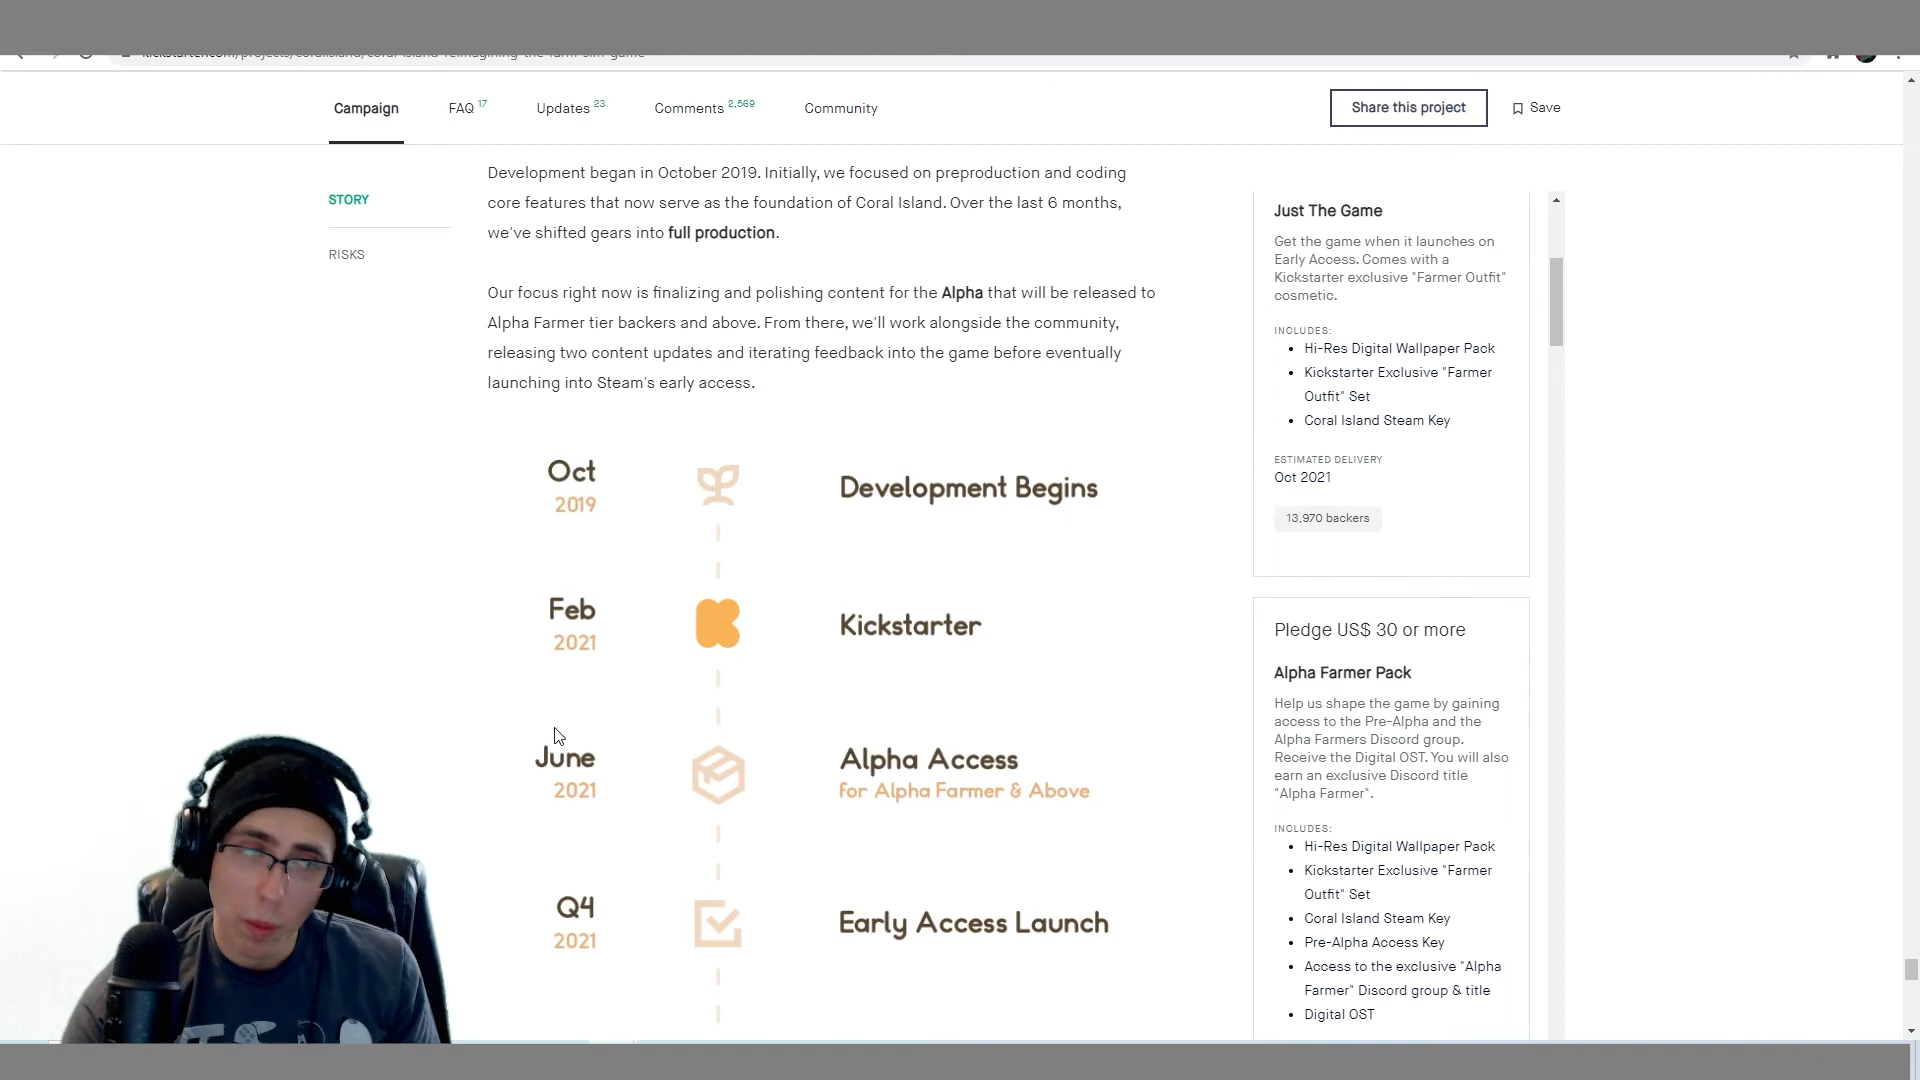 kickstarter.com/projects/coralisland/coral-island-reimagining-the-farm-sim-game
Campaign
FAQ 17
Updates 23
Comments 2,569
Community
Share this project
Save
STORY
RISKS
Development began in October 2019. Initially, we focused on preproduction and coding
core features that now serve as the foundation of Coral Island. Over the last 6 months,
we've shifted gears into full production.
Our focus right now is finalizing and polishing content for the Alpha that will be released to
Alpha Farmer tier backers and above. From there, we'll work alongside the community,
releasing two content updates and iterating feedback into the game before eventually
launching into Steam's early access.
Oct
2019
Development Begins
Feb
2021
Kickstarter
June
2021
Alpha Access
for Alpha Farmer & Above
Q4
2021
Early Access Launch
Just The Game
Get the game when it launches on
Early Access. Comes with a
Kickstarter exclusive "Farmer Outfit"
cosmetic.
INCLUDES:
Hi-Res Digital Wallpaper Pack
Kickstarter Exclusive "Farmer
Outfit" Set
Coral Island Steam Key
ESTIMATED DELIVERY
Oct 2021
13,970 backers
Pledge US$ 30 or more
Alpha Farmer Pack
Help us shape the game by gaining
access to the Pre-Alpha and the
Alpha Farmers Discord group.
Receive the Digital OST. You will also
earn an exclusive Discord title
"Alpha Farmer".
INCLUDES:
Hi-Res Digital Wallpaper Pack
Kickstarter Exclusive "Farmer
Outfit" Set
Coral Island Steam Key
Pre-Alpha Access Key
Access to the exclusive "Alpha
Farmer" Discord group & title
Digital OST